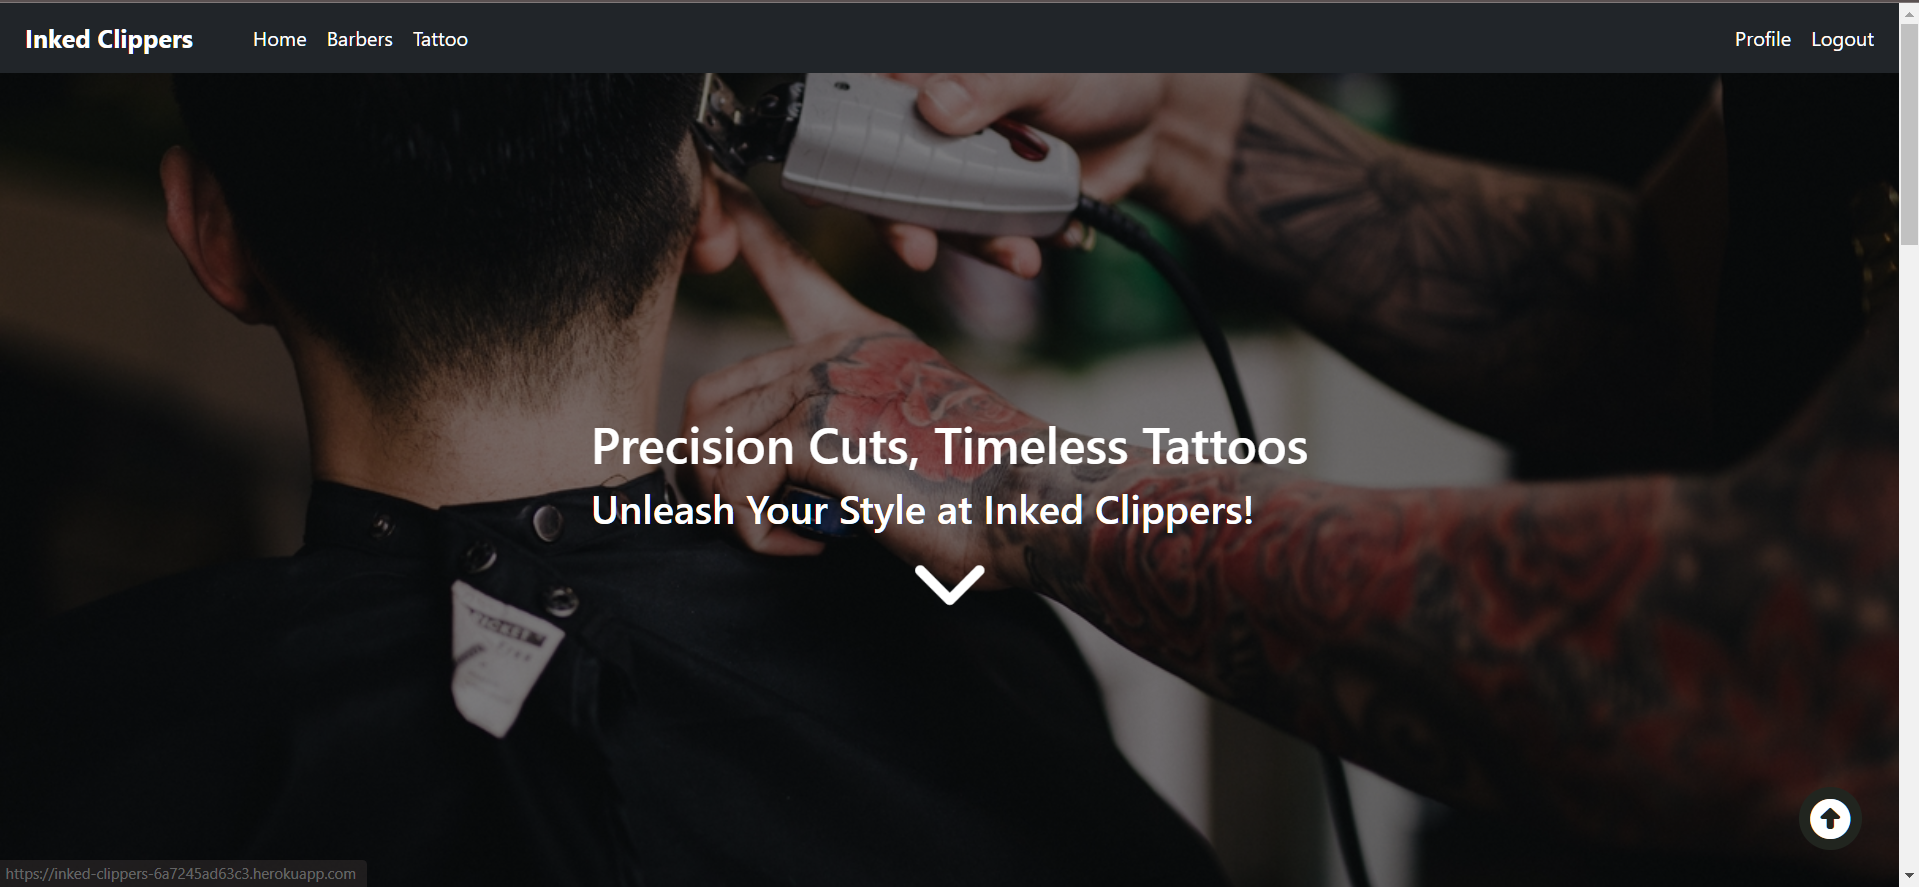 Inked Clippers Home Barbers Tattoo Profile Logout
Precision Cuts, Timeless Tattoos
Unleash Your Style at Inked Clippers!
https://inked-clippers-6a7245ad63c3.herokuapp.com